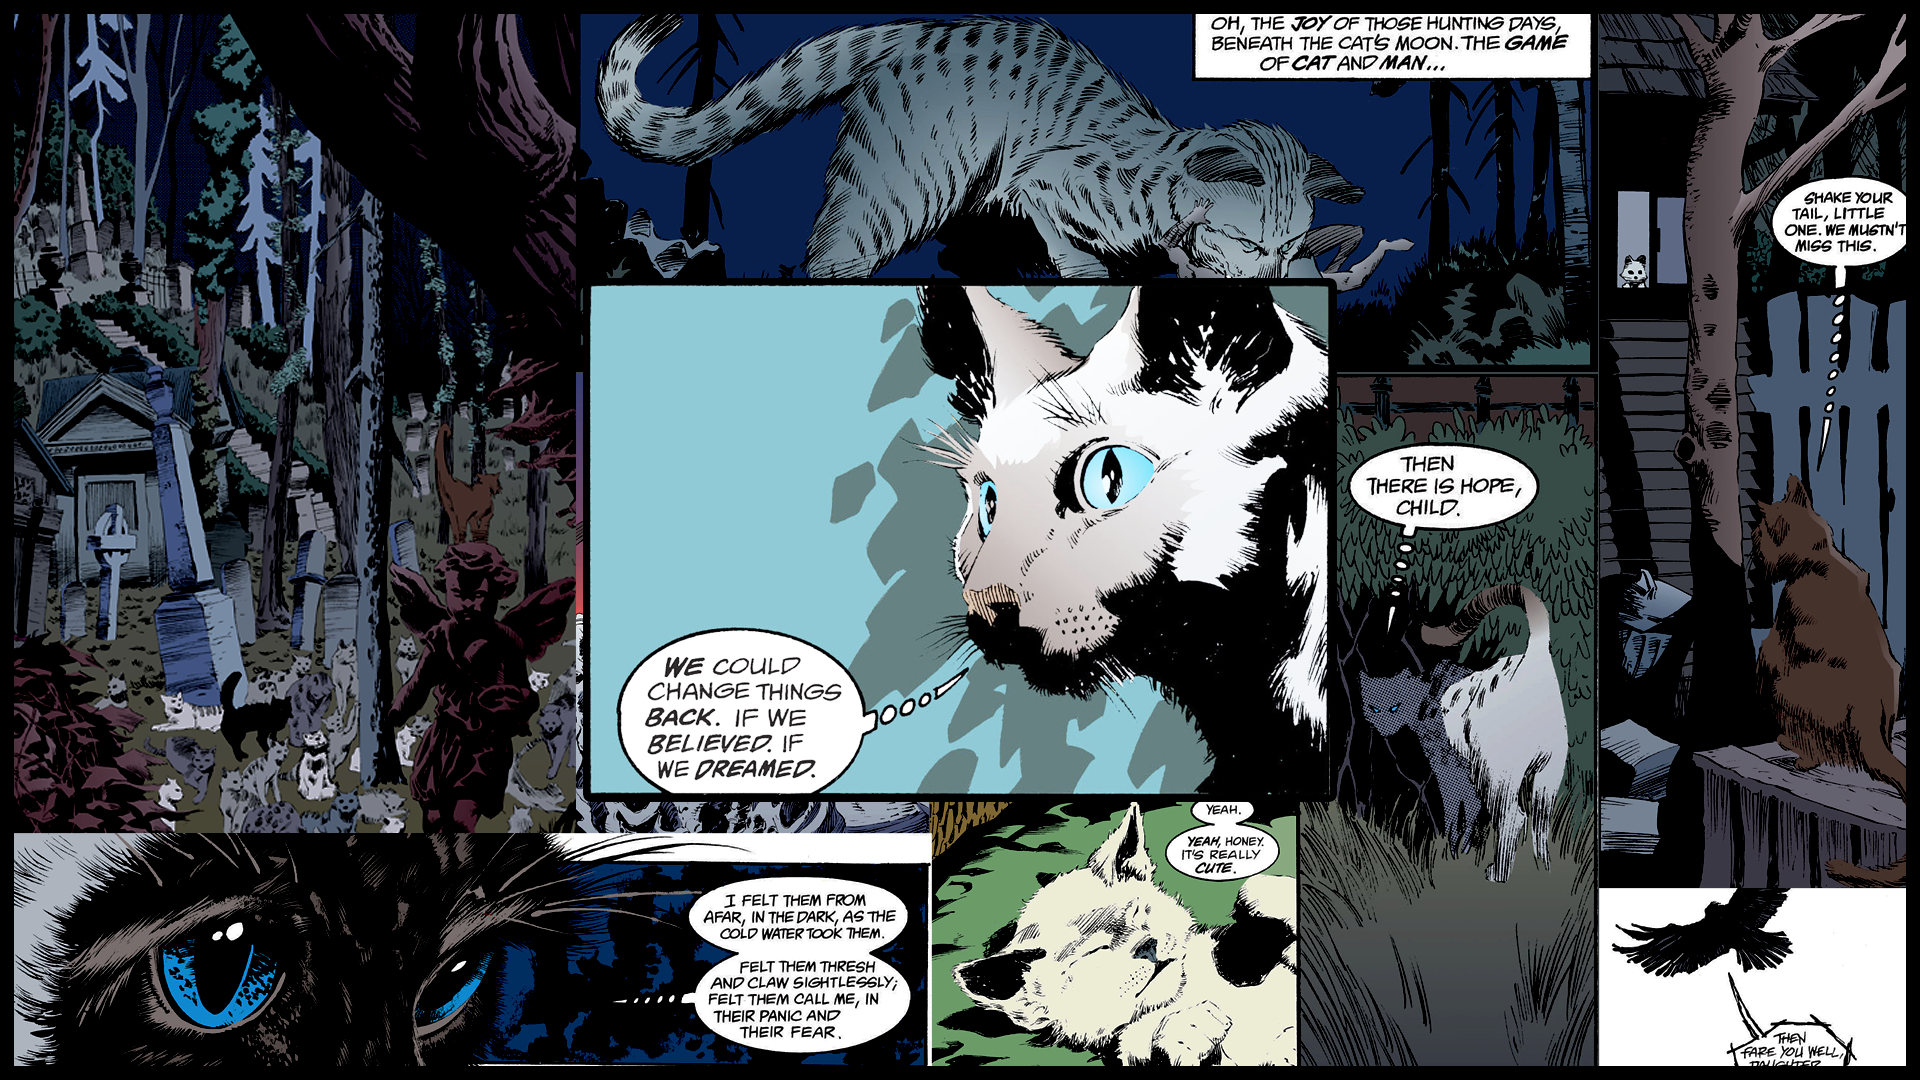 OH, THE JOY OF THOSE HUNTING DAYS,
BENEATH THE CAT'S MOON. THE GAME
OF CAT AND MAN...
SHAKE YOUR
TAIL, LITTLE
ONE. WE MUSTN'T
MISS THIS.
THEN
THERE IS HOPE,
CHILD.
WE COULD
CHANGE THINGS
BACK. IF WE
BELIEVED. IF
WE DREAMED.
YEAH.
YEAH, HONEY.
IT'S REALLY
CUTE.
I FELT THEM FROM
AFAR, IN THE DARK, AS THE
COLD WATER TOOK THEM.
FELT THEM THRESH
AND CLAW SIGHTLESSLY;
FELT THEM CALL ME, IN
THEIR PANIC AND
THEIR FEAR.
THEN
FARE YOU WELL,
DAUGHTER